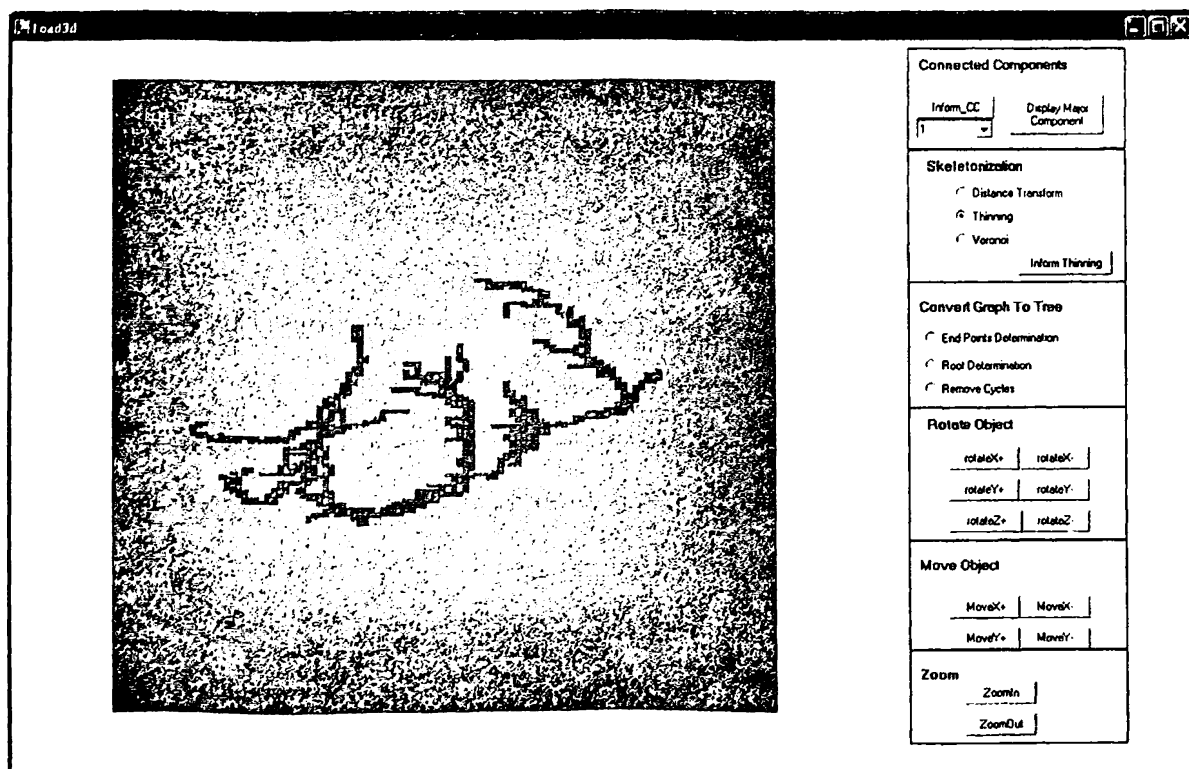 Load3d
Connected Components
Inform_CC
Display Major
Component
1
Skeletonization
Distance Transform
Thinning
Voronoi
Inform Thinning
Convert Graph To Tree
End Points Determination
Root Determination
Remove Cycles
Rotate Object
rotateX+ rotateX-
rotateY+ rotateY-
rotateZ+ rotateZ-
Move Object
MoveX+ MoveX-
MoveY+ MoveY-
Zoom
ZoomIn
ZoomOut